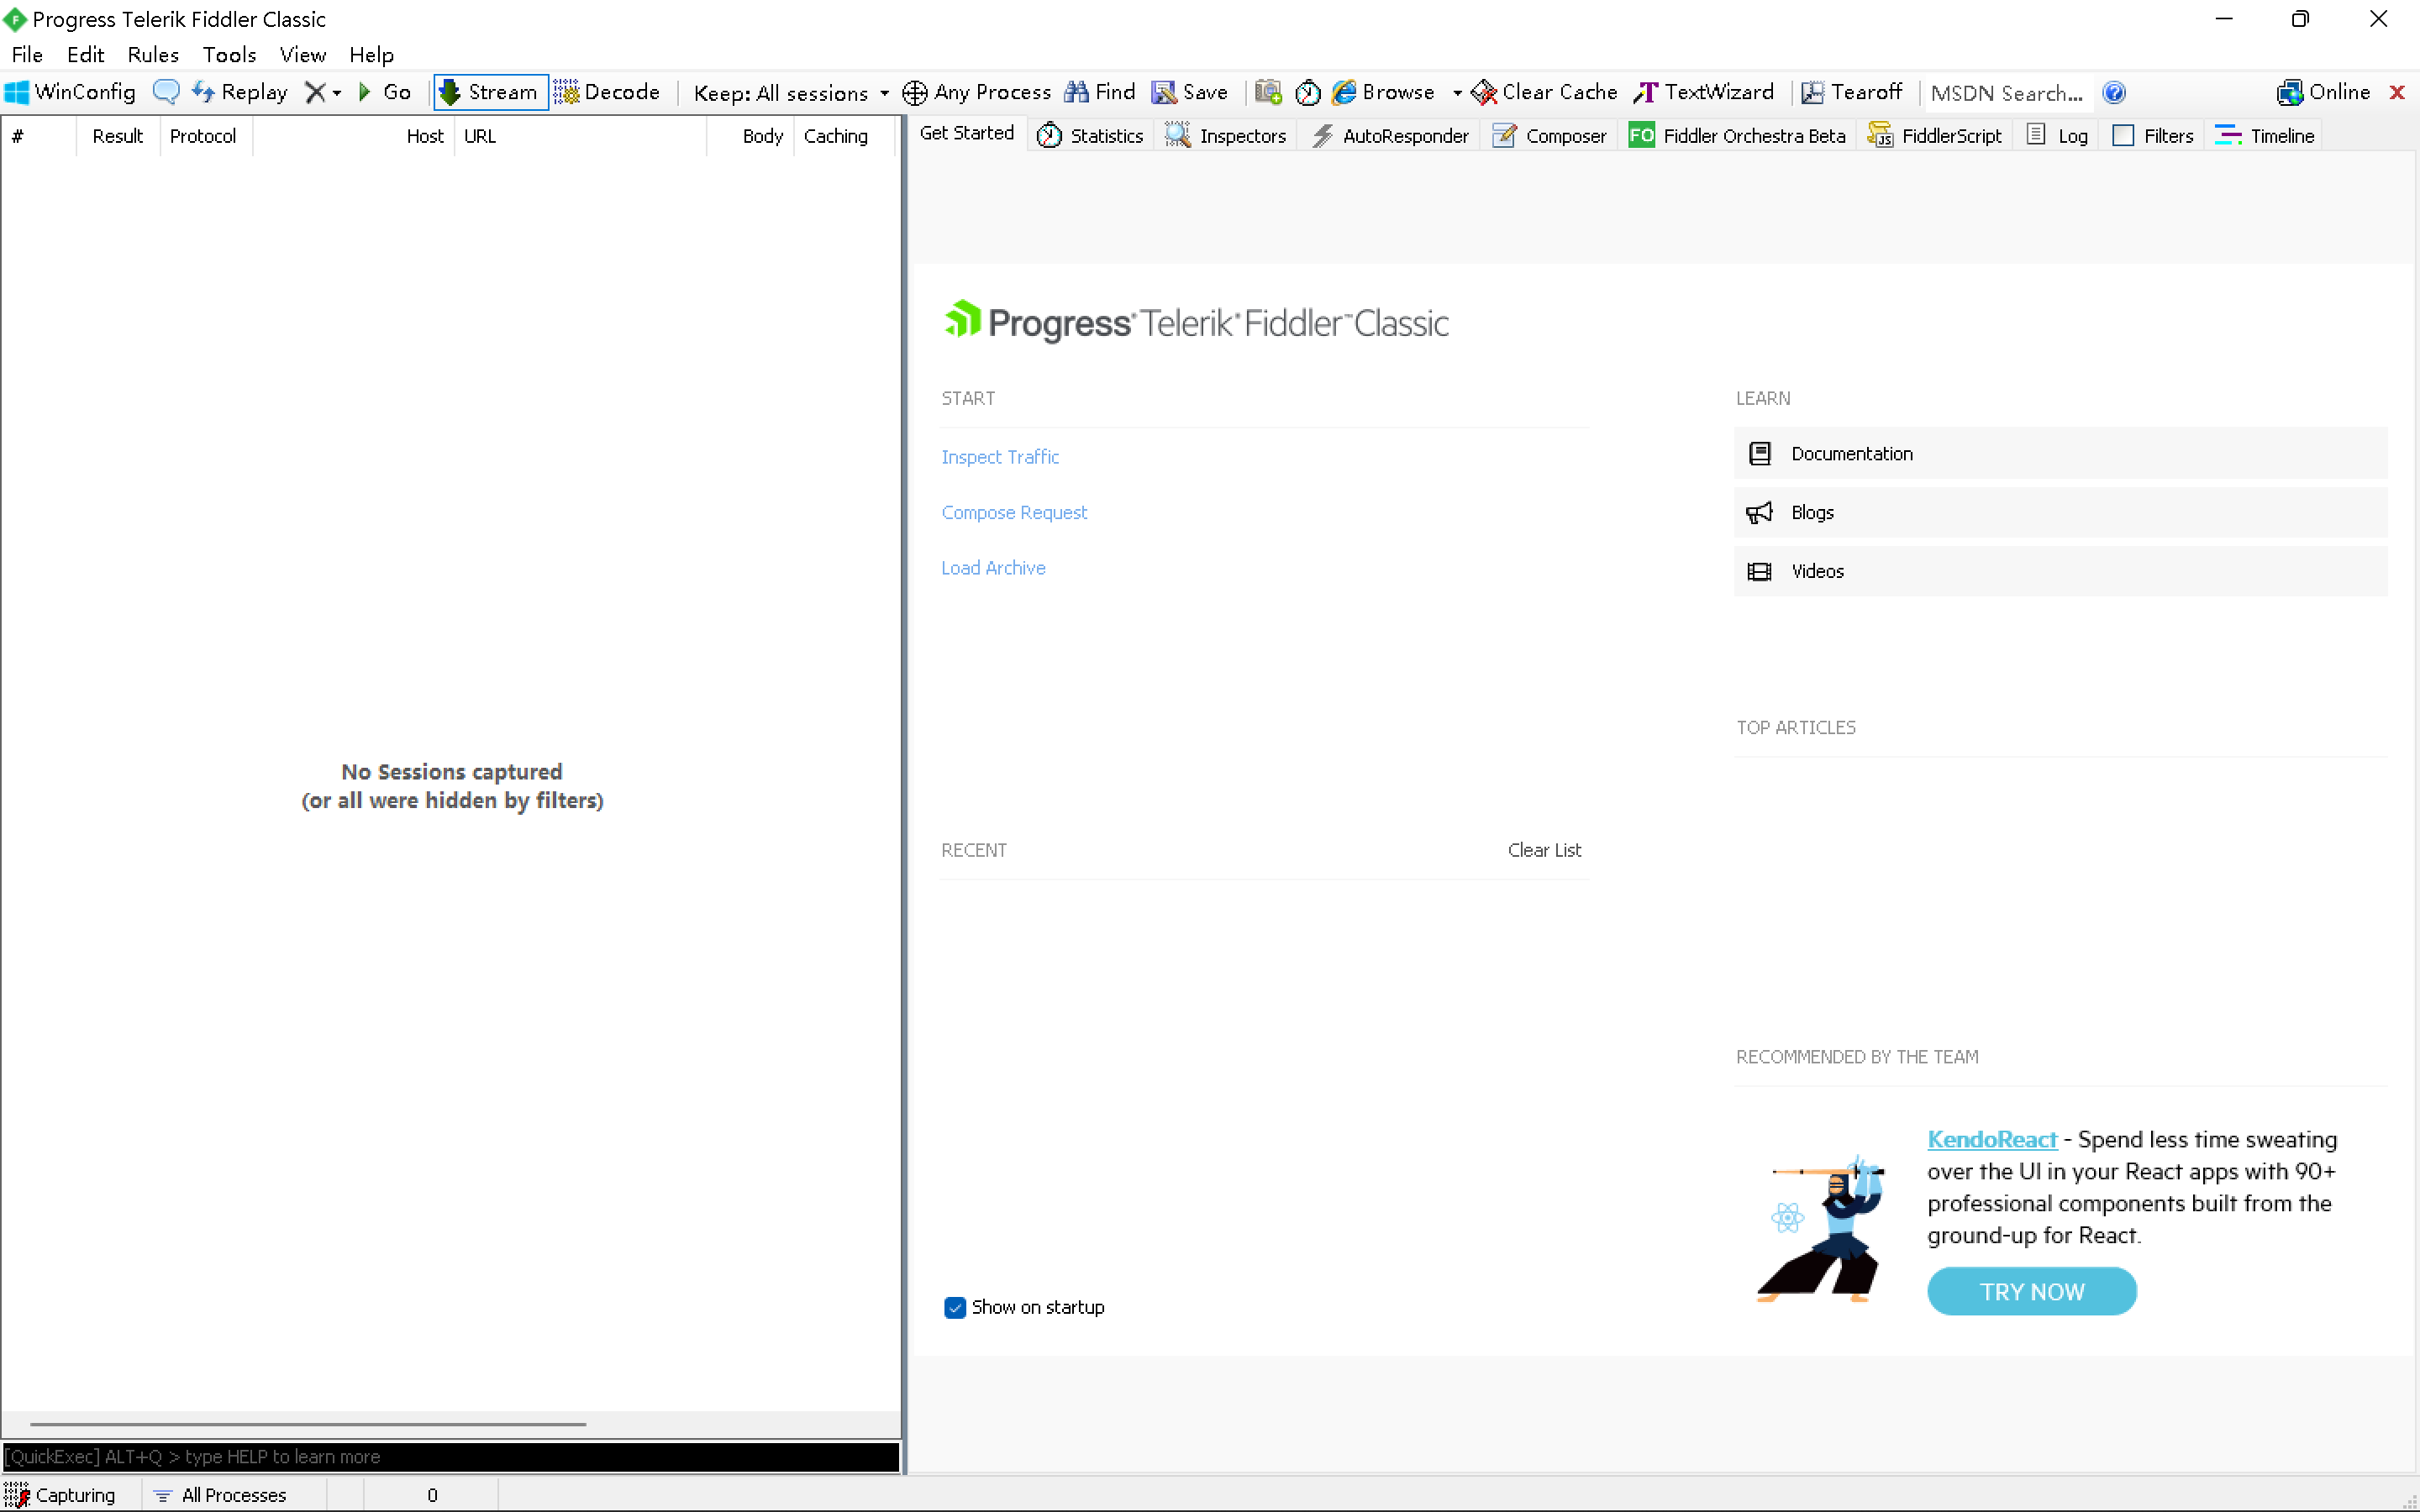 Progress Telerik Fiddler Classic
File Edit Rules Tools View Help
WinConfig Replay Go Stream Decode Keep: All sessions Any Process Find Save Browse Clear Cache TextWizard Tearoff MSDN Search... Online
# Result Protocol Host URL Body Caching
Get Started Statistics Inspectors AutoResponder Composer FO Fiddler Orchestra Beta FiddlerScript Log Filters Timeline
Progress® Telerik® Fiddler™ Classic
START
Inspect Traffic
Compose Request
Load Archive
LEARN
Documentation
Blogs
Videos
No Sessions captured
(or all were hidden by filters)
TOP ARTICLES
RECENT Clear List
RECOMMENDED BY THE TEAM
KendoReact - Spend less time sweating
over the UI in your React apps with 90+
professional components built from the
ground-up for React.
TRY NOW
Show on startup
[QuickExec] ALT+Q > type HELP to learn more
Capturing All Processes 0